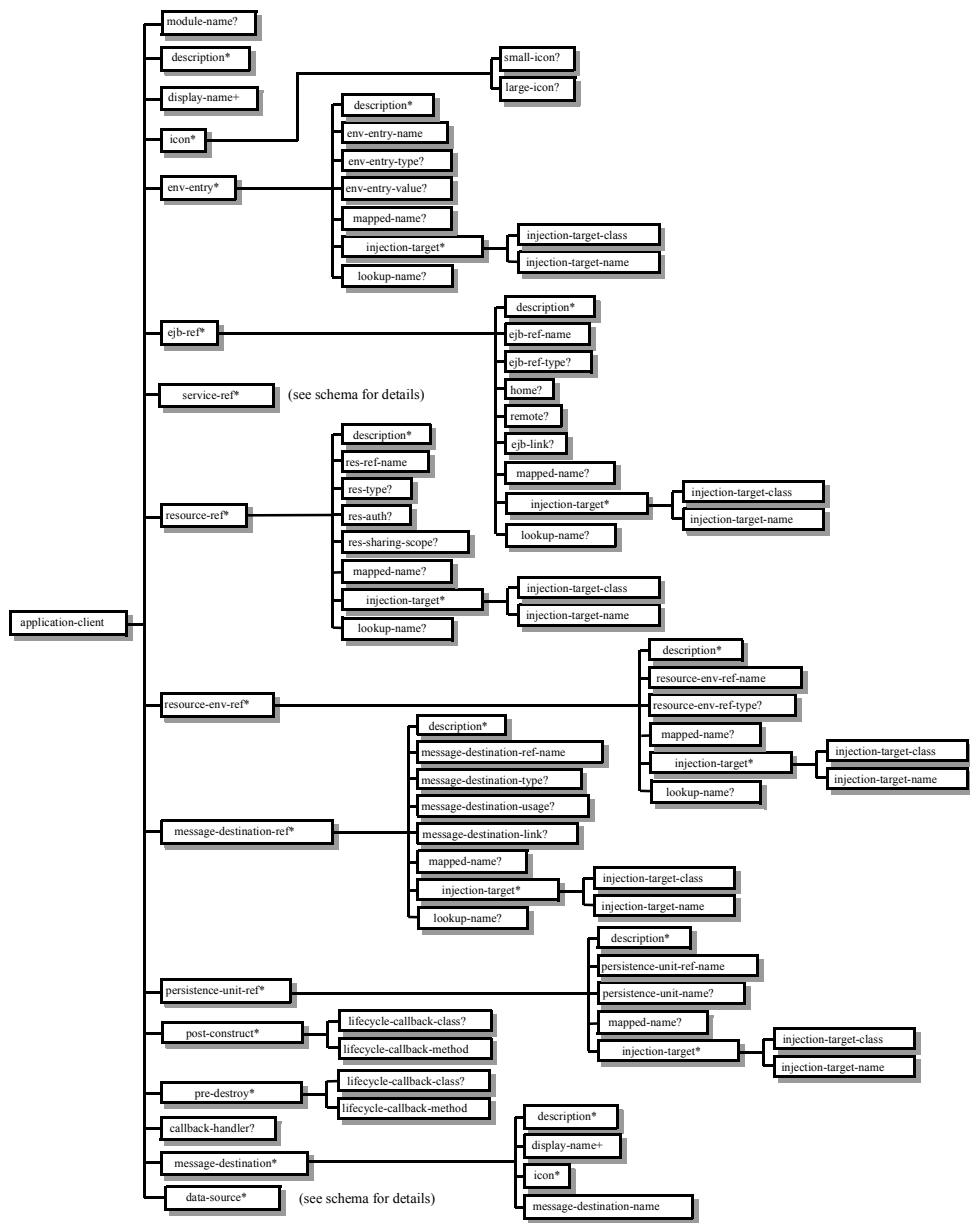 module-name?
description*
display-name+
icon*
small-icon?
large-icon?
env-entry*
description*
env-entry-name
env-entry-type?
env-entry-value?
mapped-name?
injection-target*
injection-target-class
injection-target-name
lookup-name?
ejb-ref*
description*
ejb-ref-name
ejb-ref-type?
home?
remote?
ejb-link?
mapped-name?
injection-target*
injection-target-class
injection-target-name
lookup-name?
service-ref*
(see schema for details)
resource-ref*
description*
res-ref-name
res-type?
res-auth?
res-sharing-scope?
mapped-name?
injection-target*
injection-target-class
injection-target-name
lookup-name?
application-client
resource-env-ref*
description*
resource-env-ref-name
resource-env-ref-type?
mapped-name?
injection-target*
injection-target-class
injection-target-name
lookup-name?
message-destination-ref*
description*
message-destination-ref-name
message-destination-type?
message-destination-usage?
message-destination-link?
mapped-name?
injection-target*
injection-target-class
injection-target-name
lookup-name?
persistence-unit-ref*
description*
persistence-unit-ref-name
persistence-unit-name?
mapped-name?
injection-target*
injection-target-class
injection-target-name
post-construct*
lifecycle-callback-class?
lifecycle-callback-method
pre-destroy*
lifecycle-callback-class?
lifecycle-callback-method
callback-handler?
message-destination*
description*
display-name+
icon*
message-destination-name
data-source*
(see schema for details)